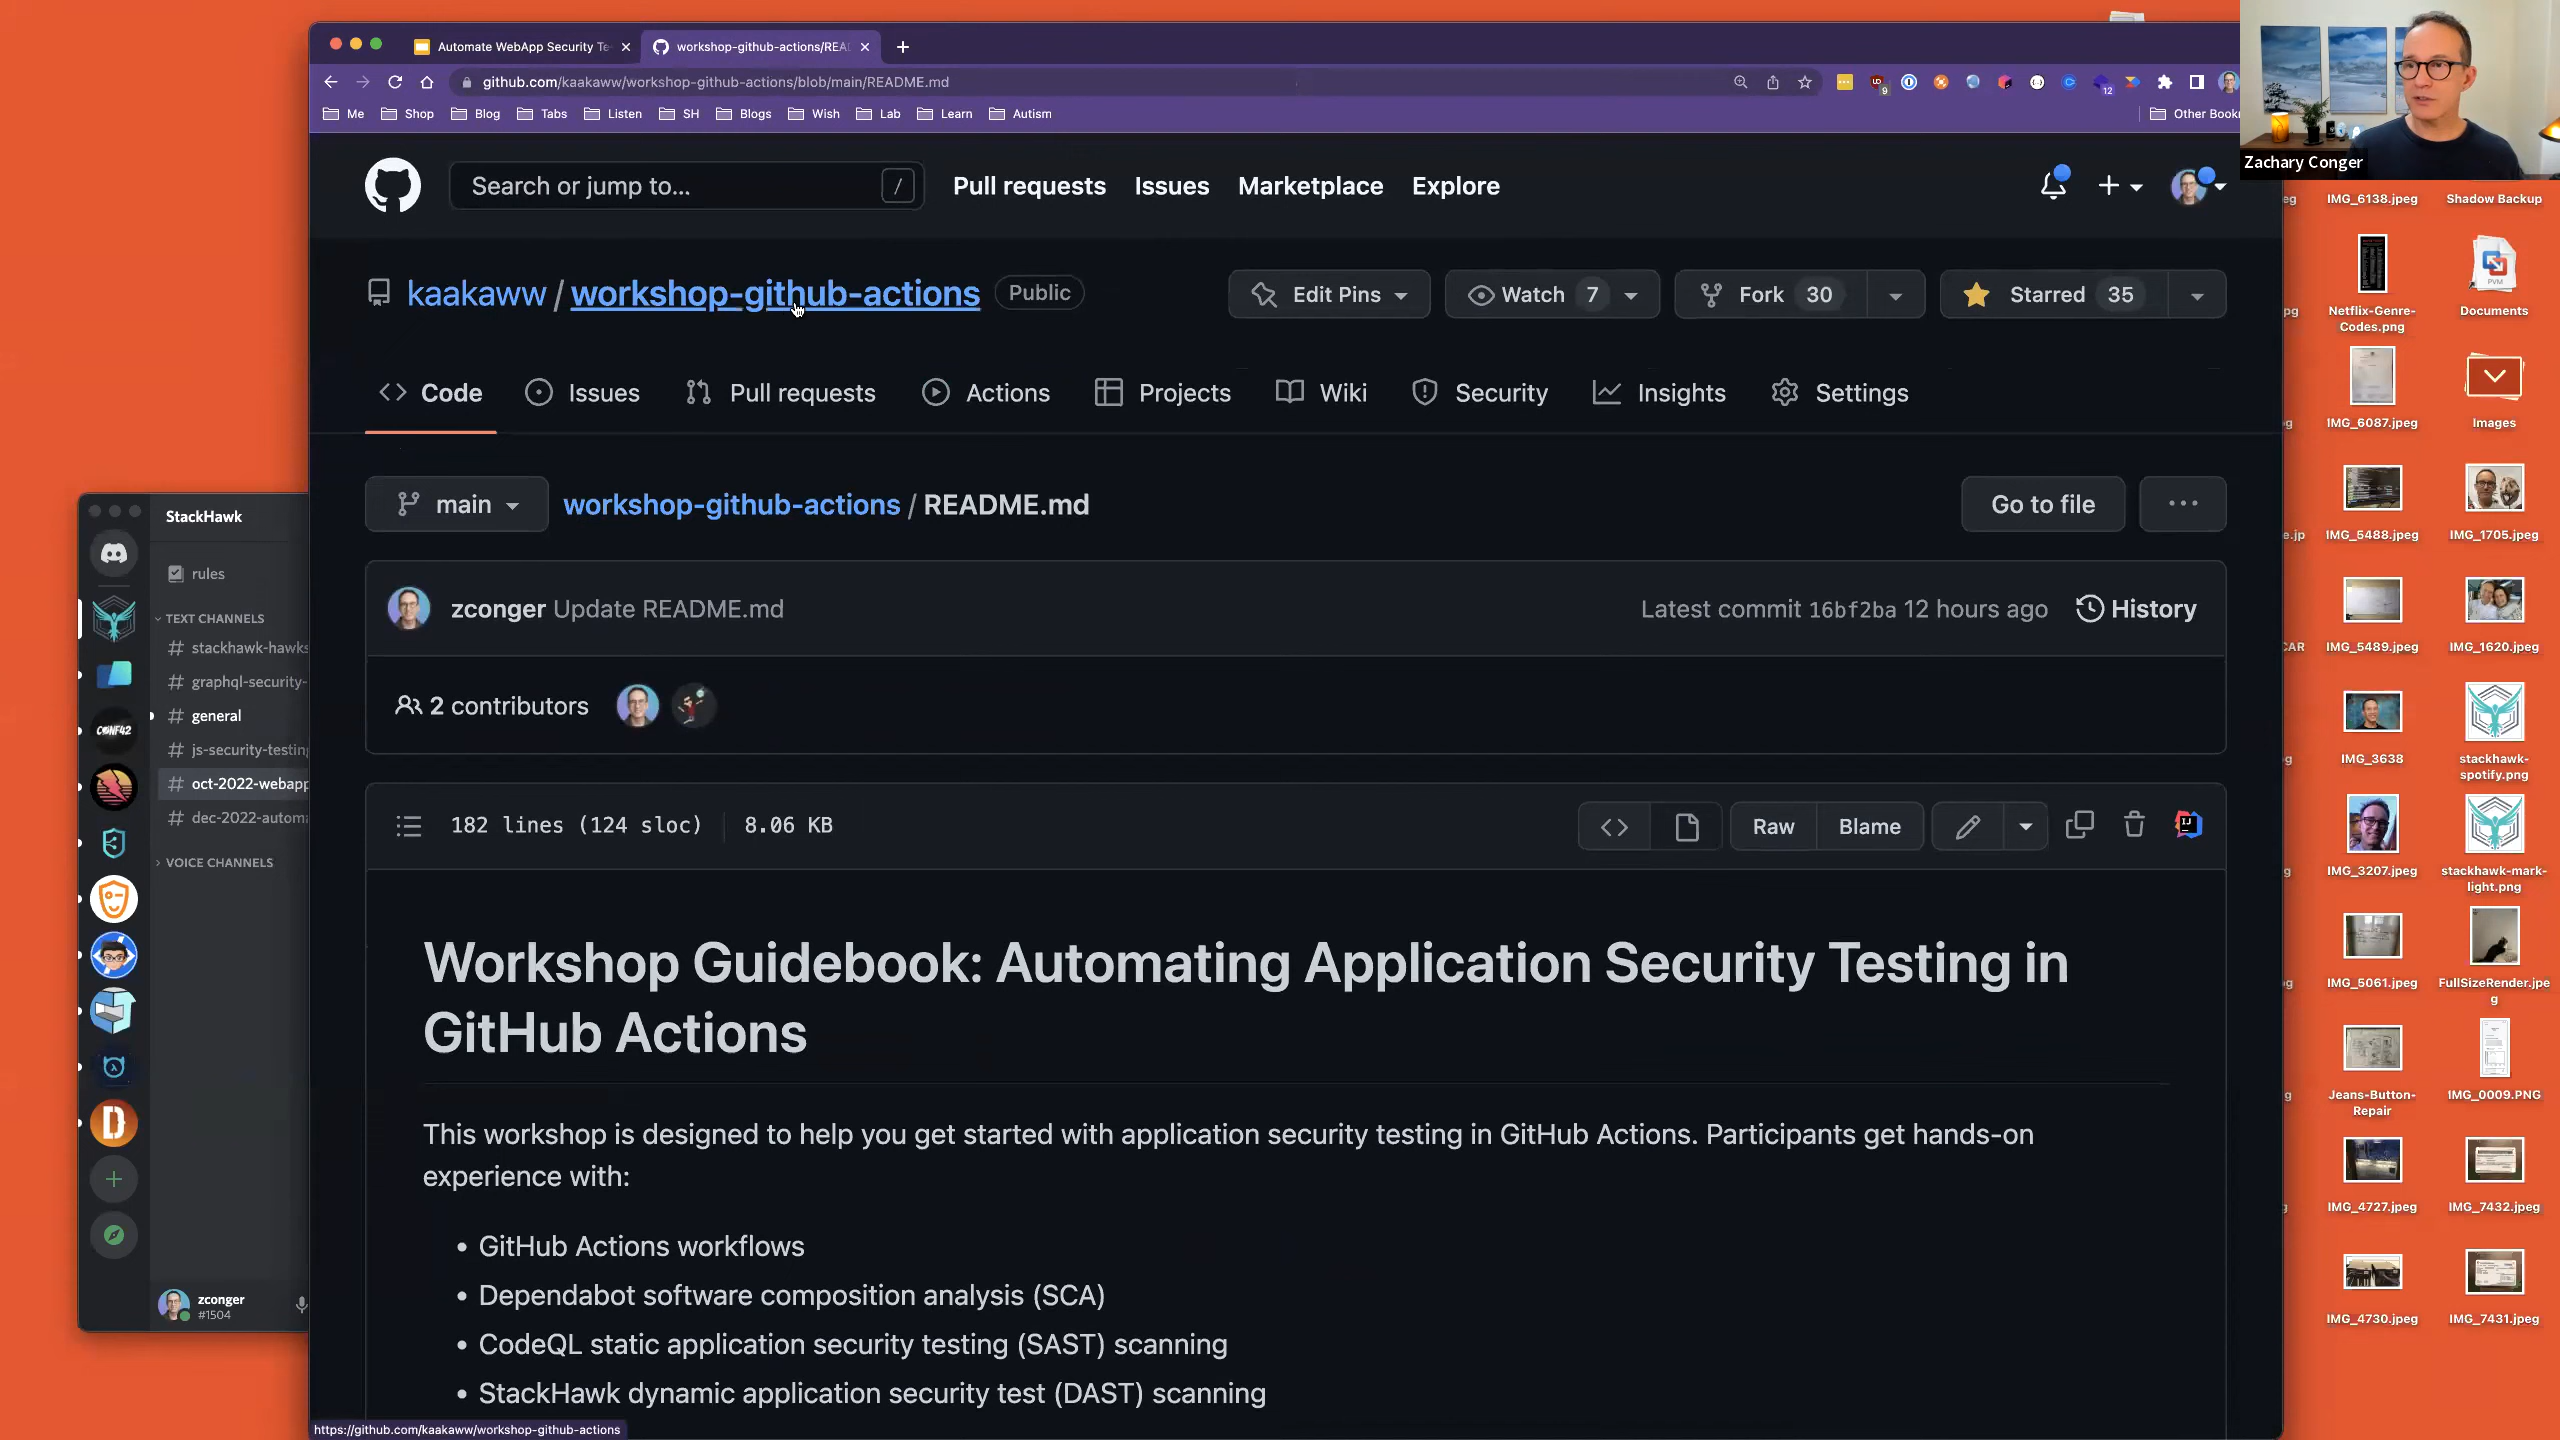 Automate WebApp Security Te
workshop-github-actions/REA
github.com/kaakaww/workshop-github-actions/blob/main/README.md
9
12
Me
Shop
Blog
Tabs
Listen
SH
Blogs
Wish
Lab
Learn
Autism
Other Book
Zachary Conger
Search or jump to...
/
Pull requests
Issues
Marketplace
Explore
kaakaww / workshop-github-actions
Public
Edit Pins
Watch 7
Fork 30
Starred 35
Code
Issues
Pull requests
Actions
Projects
Wiki
Security
Insights
Settings
main
workshop-github-actions / README.md
Go to file
...
zconger Update README.md
Latest commit 16bf2ba 12 hours ago
History
2 contributors
182 lines (124 sloc)
8.06 KB
<>
Raw
Blame
Workshop Guidebook: Automating Application Security Testing in
GitHub Actions
This workshop is designed to help you get started with application security testing in GitHub Actions. Participants get hands-on
experience with:
• GitHub Actions workflows
• Dependabot software composition analysis (SCA)
• CodeQL static application security testing (SAST) scanning
• StackHawk dynamic application security test (DAST) scanning
https://github.com/kaakaww/workshop-github-actions
StackHawk
rules
TEXT CHANNELS
# stackhawk-hawks
# graphql-security-
# general
# js-security-testing
# oct-2022-webapp
# dec-2022-automa
VOICE CHANNELS
CONF42
D
zconger
#1504
eg
IMG_6138.jpeg
Shadow Backup
pg
Netflix-Genre-
Codes.png
PVM
Documents
g
IMG_6087.jpeg
Images
e.jp
IMG_5488.jpeg
IMG_1705.jpeg
CAR
IMG_5489.jpeg
IMG_1620.jpeg
g
IMG_3638
stackhawk-
spotify.png
g
IMG_3207.jpeg
stackhawk-mark-
light.png
g
IMG_5061.jpeg
FullSizeRender.jpe
g
g
Jeans-Button-
Repair
IMG_0009.PNG
g
IMG_4727.jpeg
IMG_7432.jpeg
IMG_4730.jpeg
IMG_7431.jpeg